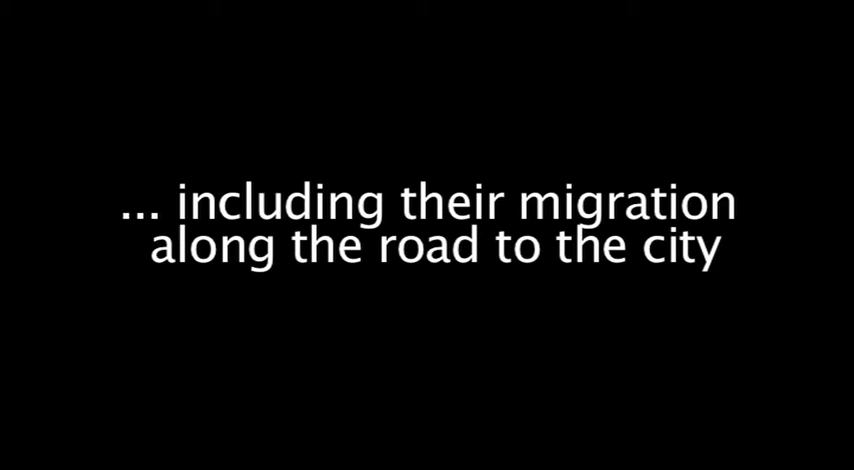 ... including their migration
along the road to the city